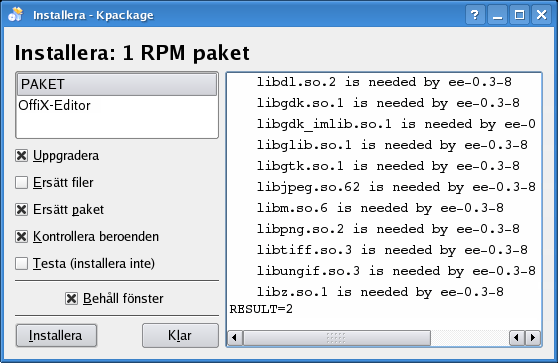 Installera - Kpackage
Installera: 1 RPM paket
PAKET
OffiX-Editor
Uppgradera
Ersätt filer
Ersätt paket
Kontrollera beroenden
Testa (installera inte)
Behåll fönster
Installera
Klar
libdl.so.2 is needed by ee-0.3-8
libgdk.so.1 is needed by ee-0.3-8
libgdk_imlib.so.1 is needed by ee-0
libglib.so.1 is needed by ee-0.3-8
libgtk.so.1 is needed by ee-0.3-8
libjpeg.so.62 is needed by ee-0.3-8
libm.so.6 is needed by ee-0.3-8
libpng.so.2 is needed by ee-0.3-8
libtiff.so.3 is needed by ee-0.3-8
libungif.so.3 is needed by ee-0.3-8
libz.so.1 is needed by ee-0.3-8
RESULT=2